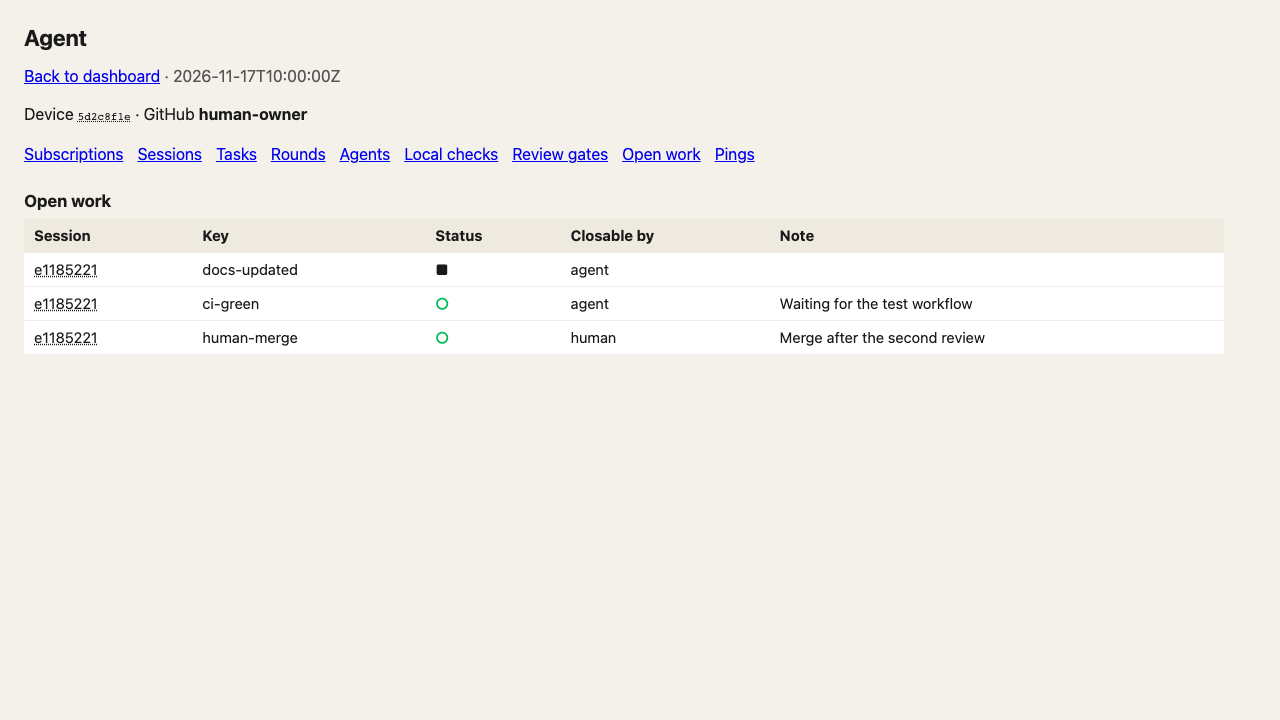 Agent
Back to dashboard · 2026-11-17T10:00:00Z
Device 5d2c8f1e · GitHub human-owner
Subscriptions Sessions Tasks Rounds Agents Local checks Review gates Open work Pings
Open work
Session Key Status Closable by Note
e1185221 docs-updated agent
e1185221 ci-green agent Waiting for the test workflow
e1185221 human-merge human Merge after the second review